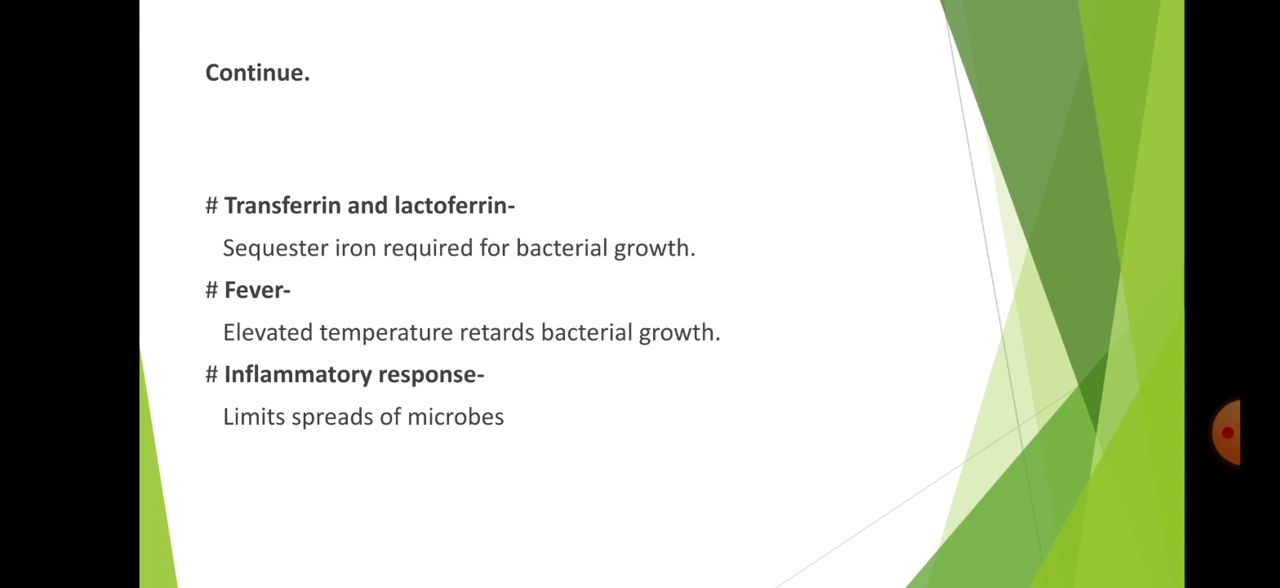 Continue.
# Transferrin and lactoferrin-
Sequester iron required for bacterial growth.
# Fever-
Elevated temperature retards bacterial growth.
# Inflammatory response-
Limits spreads of microbes